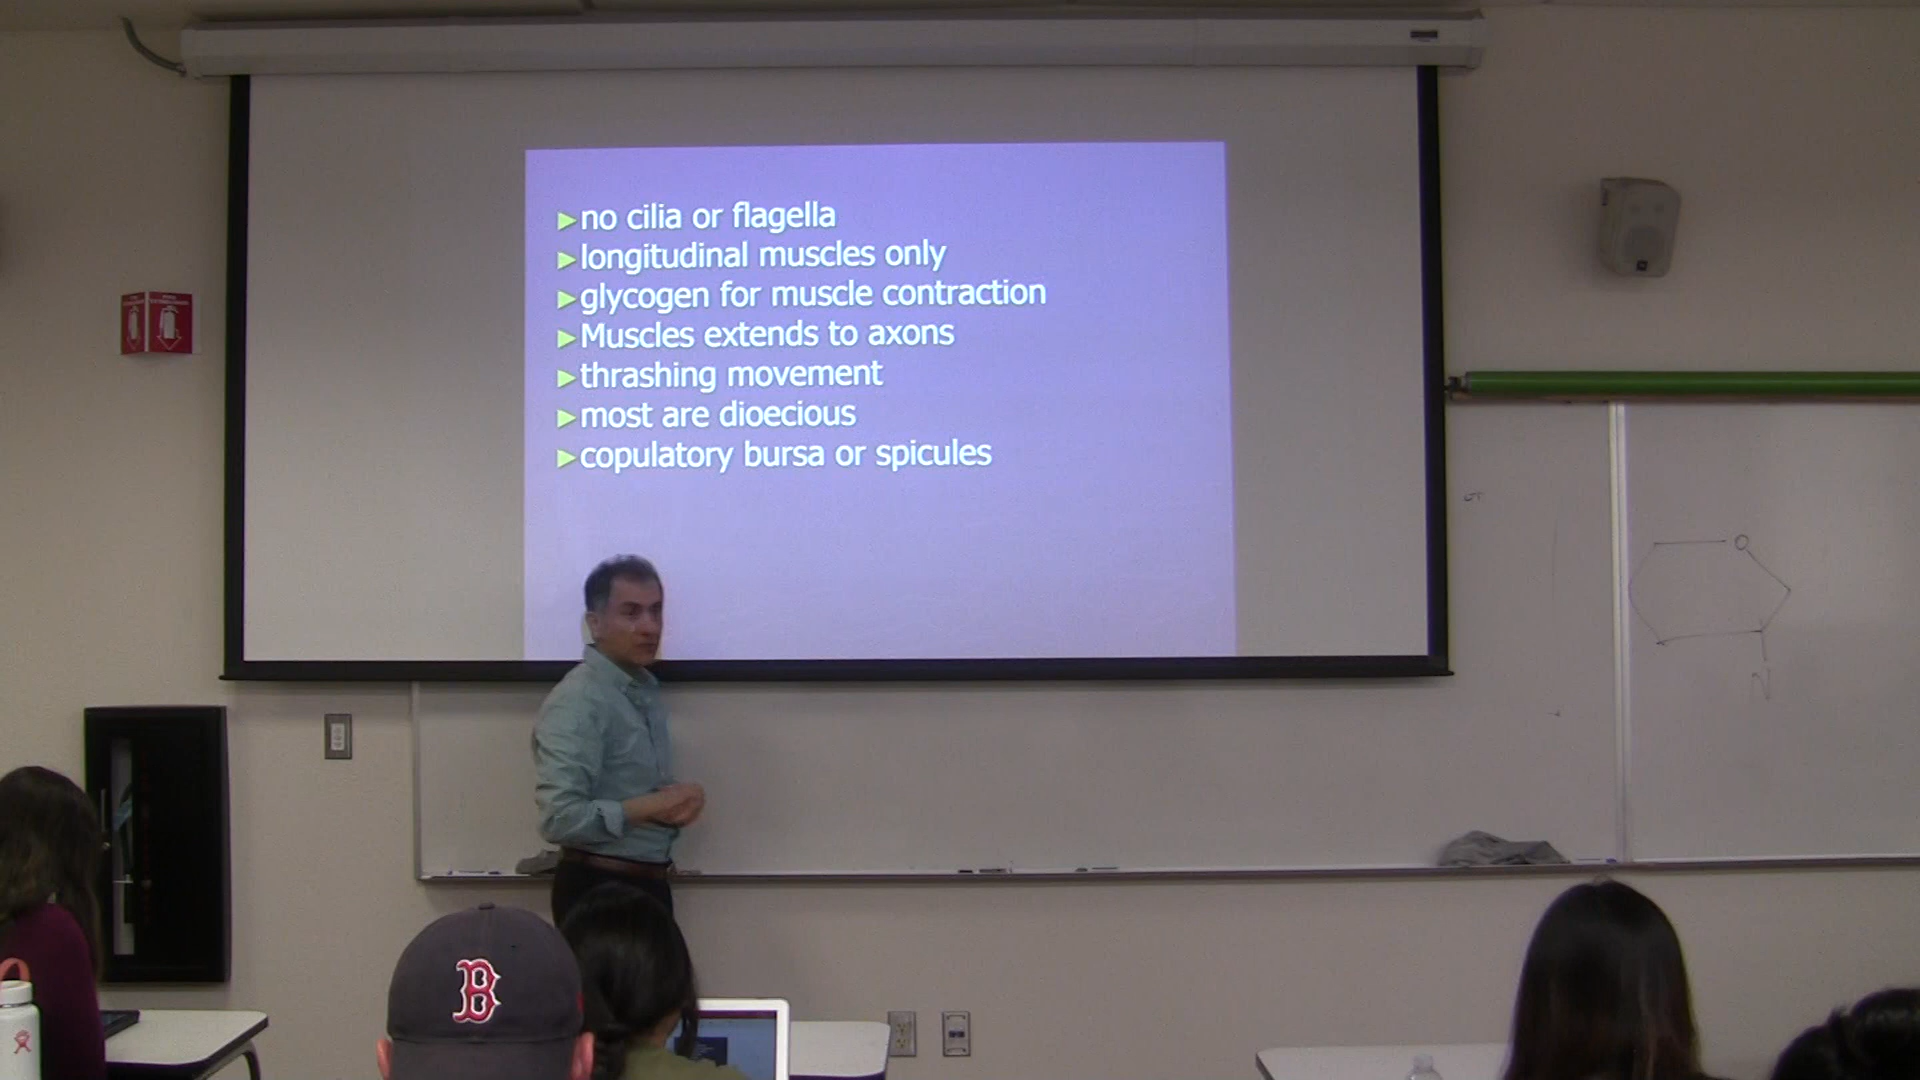 ►no cilia or flagella
►longitudinal muscles only
►glycogen for muscle contraction
►Muscles extends to axons
►thrashing movement
►most are dioecious
►copulatory bursa or spicules
N
B